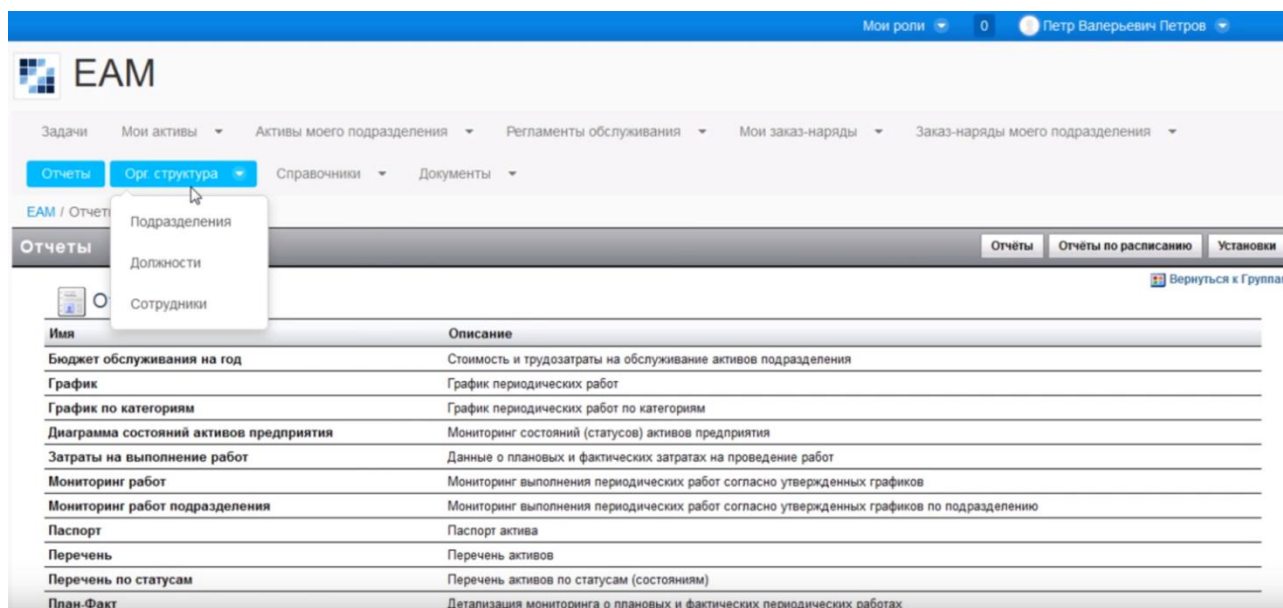 Мои роли 0 Петр Валерьевич Петров
EAM
Задачи Мои активы Активы моего подразделения Регламенты обслуживания Мои заказ-наряды Заказ-наряды моего подразделения
Отчеты Орг. структура Справочники Документы
EAM / Отчет
Подразделения
Должности
Сотрудники
Отчеты Отчёты Отчёты по расписанию Установки
Вернуться к Группа
Имя Описание
Бюджет обслуживания на год Стоимость и трудозатраты на обслуживание активов подразделения
График График периодических работ
График по категориям График периодических работ по категориям
Диаграмма состояний активов предприятия Мониторинг состояний (статусов) активов предприятия
Затраты на выполнение работ Данные о плановых и фактических затратах на проведение работ
Мониторинг работ Мониторинг выполнения периодических работ согласно утвержденных графиков
Мониторинг работ подразделения Мониторинг выполнения периодических работ согласно утвержденных графиков по подразделению
Паспорт Паспорт актива
Перечень Перечень активов
Перечень по статусам Перечень активов по статусам (состояниям)
План-Факт Детализация мониторинга о плановых и фактических периодических работах